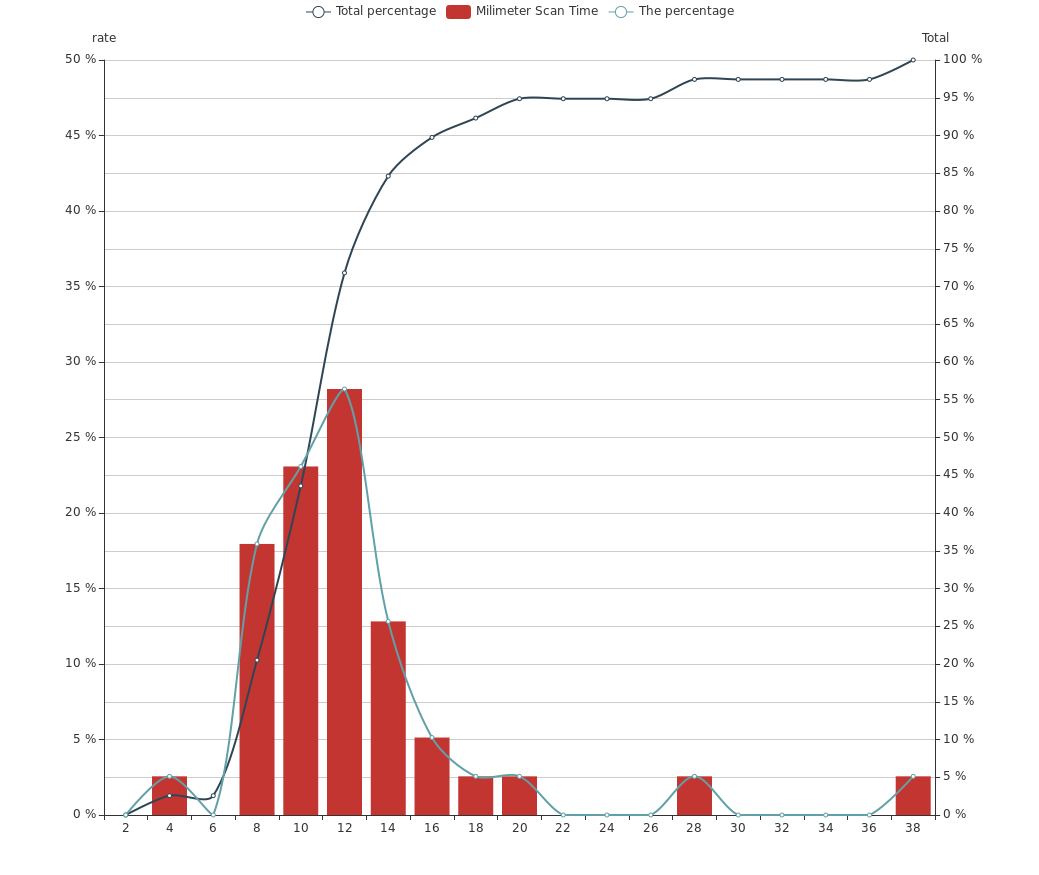 Total percentage Milimeter Scan Time The percentage
rate Total
50 % 100 %
95 %
45 % 90 %
85 %
40 % 80 %
75 %
35 % 70 %
65 %
30 % 60 %
55 %
25 % 50 %
45 %
20 % 40 %
35 %
15 % 30 %
25 %
10 % 20 %
15 %
5 % 10 %
5 %
0 % 0 %
2 4 6 8 10 12 14 16 18 20 22 24 26 28 30 32 34 36 38